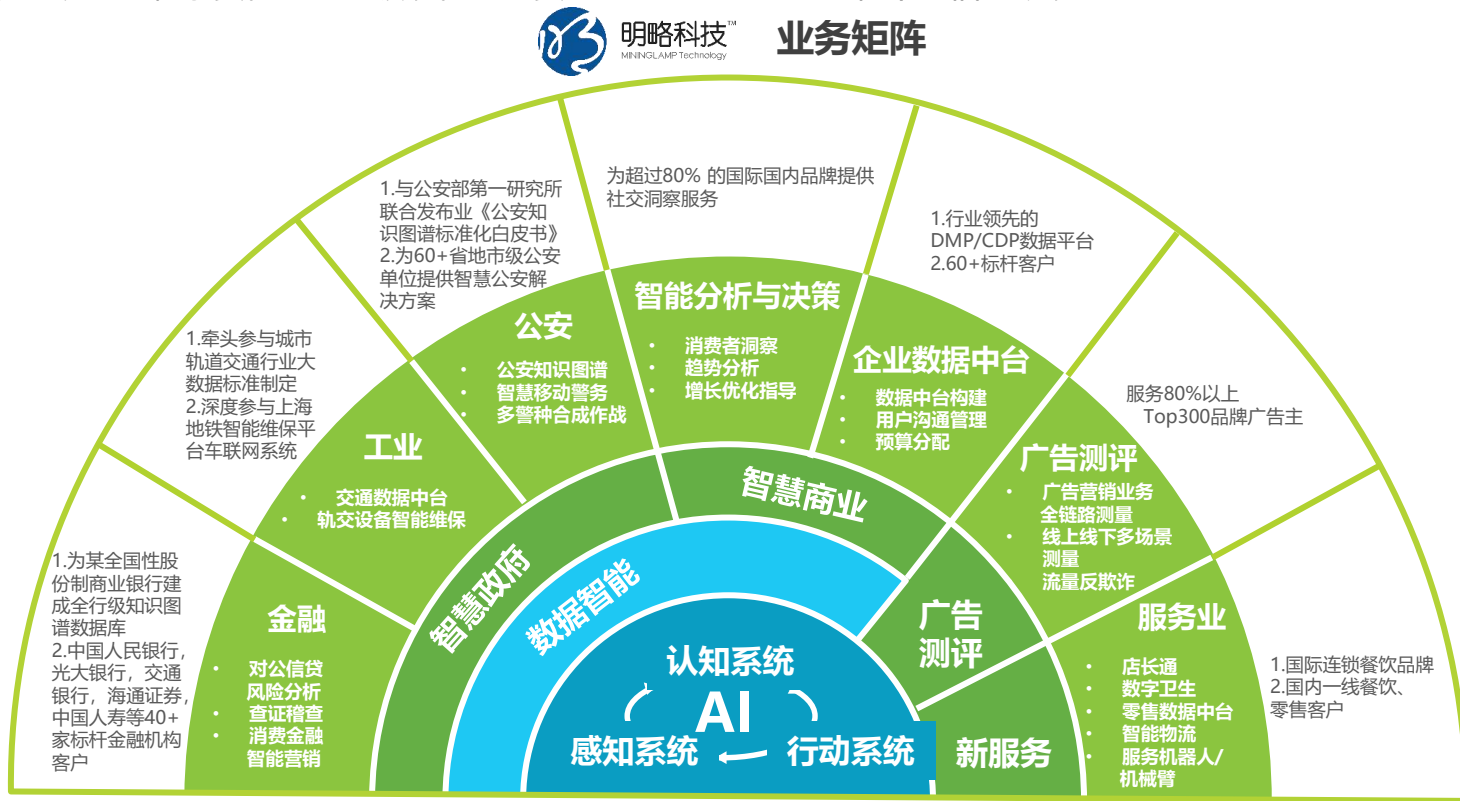 明略科技™
MININGLAMP Technology
业务矩阵
1.为某全国性股
份制商业银行建
成全行级知识图
谱数据库
2.中国人民银行，
光大银行，交通
银行，海通证券，
中国人寿等40+
家标杆金融机构
客户
1.牵头参与城市
轨道交通行业大
数据标准制定
2.深度参与上海
地铁智能维保平
台车联网系统
1.与公安部第一研究所
联合发布业《公安知
识图谱标准化白皮书》
2.为60+省地市级公安
单位提供智慧公安解
决方案
为超过80% 的国际国内品牌提供
社交洞察服务
1.行业领先的
DMP/CDP数据平台
2.60+标杆客户
服务80%以上
Top300品牌广告主
1.国际连锁餐饮品牌
2.国内一线餐饮、
零售客户
金融
• 对公信贷
风险分析
• 查证稽查
• 消费金融
智能营销
工业
• 交通数据中台
• 轨交设备智能维保
公安
• 公安知识图谱
• 智慧移动警务
• 多警种合成作战
智能分析与决策
• 消费者洞察
• 趋势分析
• 增长优化指导
企业数据中台
• 数据中台构建
• 用户沟通管理
• 预算分配
广告测评
• 广告营销业务
全链路测量
• 线上线下多场景
测量
• 流量反欺诈
服务业
• 店长通
• 数字卫生
• 零售数据中台
• 智能物流
• 服务机器人/
机械臂
智慧政府
智慧商业
广告
测评
新服务
数据智能
认知系统
AI
感知系统
行动系统